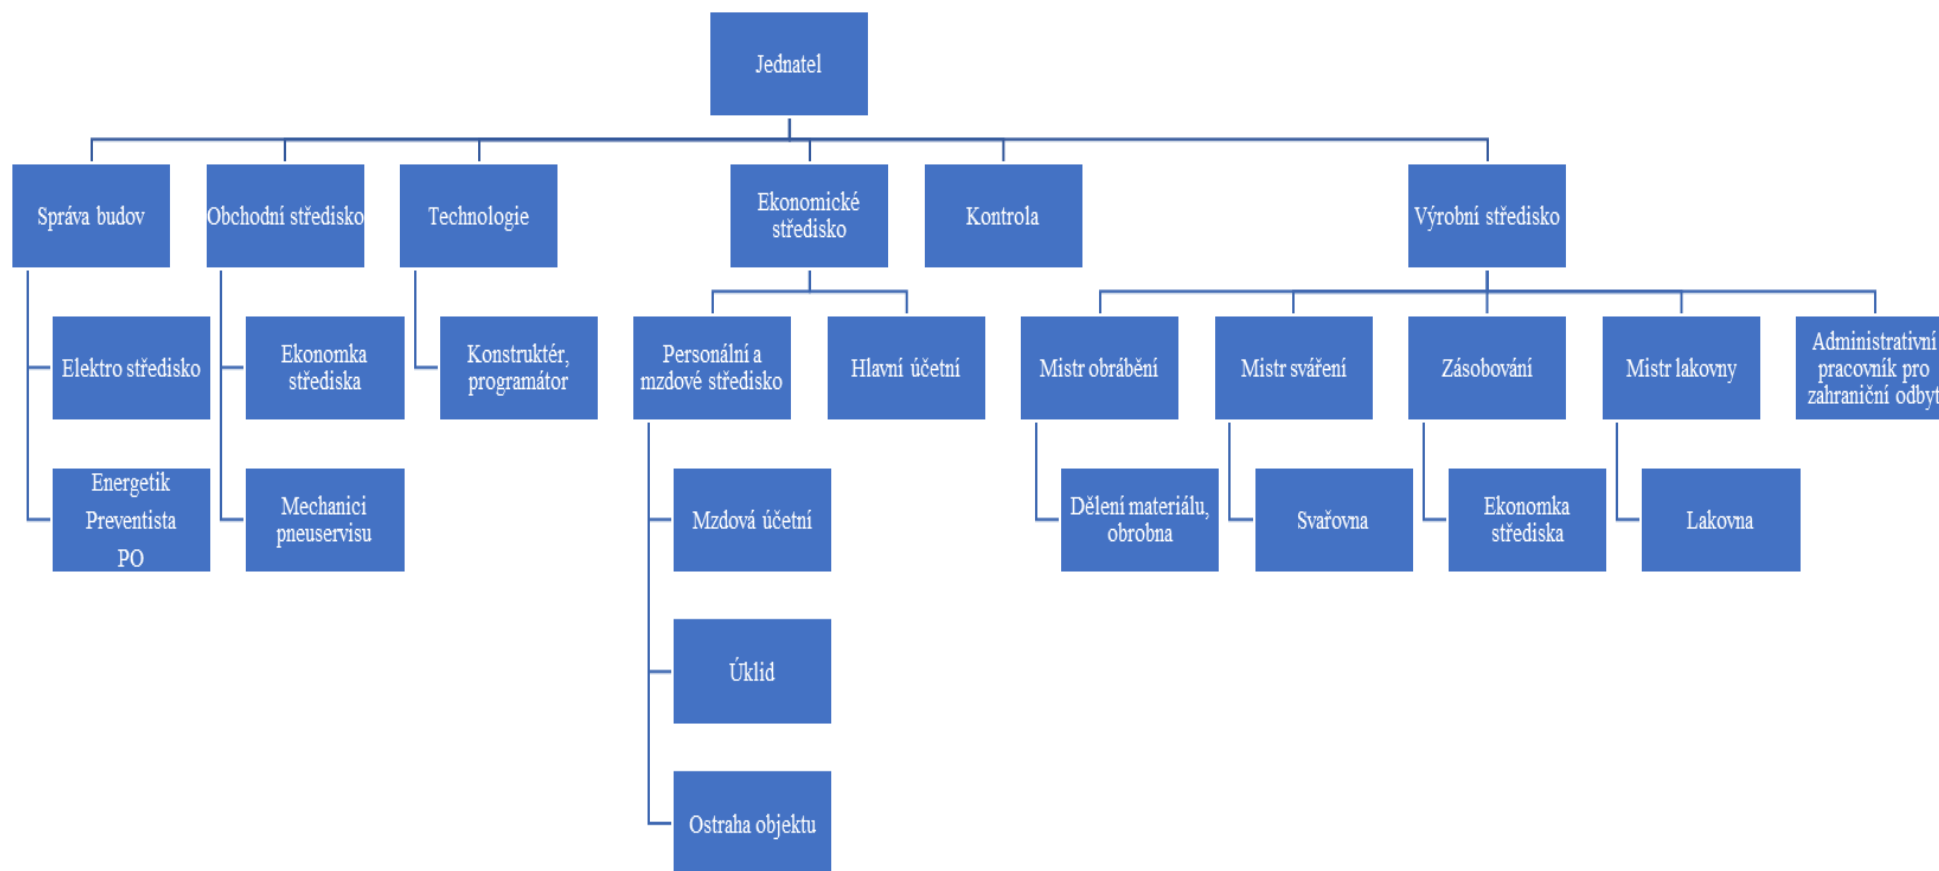 Jednatel
Správa budov
Obchodní středisko
Technologie
Ekonomické
středisko
Kontrola
Výrobní středisko
Elektro středisko
Ekonomka
střediska
Konstruktér,
programátor
Personální a
mzdové středisko
Hlavní účetní
Mistr obrábění
Mistr sváření
Zásobování
Mistr lakovny
Administrativní
pracovník pro
zahraniční odbyt
Energetik
Preventista
PO
Mechanici
pneuservisu
Mzdová účetní
Dělení materiálu,
obrobna
Svařovna
Ekonomka
střediska
Lakovna
Úklid
Ostraha objektu